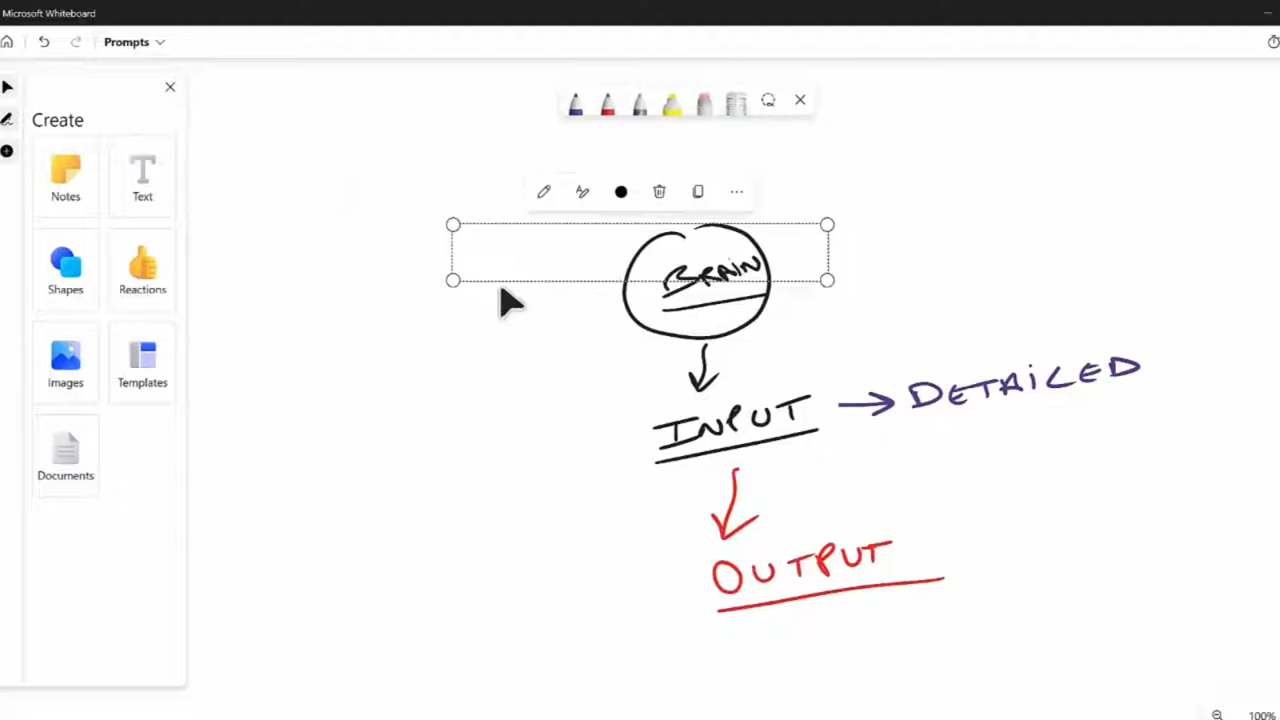 Microsoft Whiteboard
Prompts
Create
Notes
Text
Shapes
Reactions
Images
Templates
Documents
BRAIN
INPUT
DETAILED
OUTPUT
100%